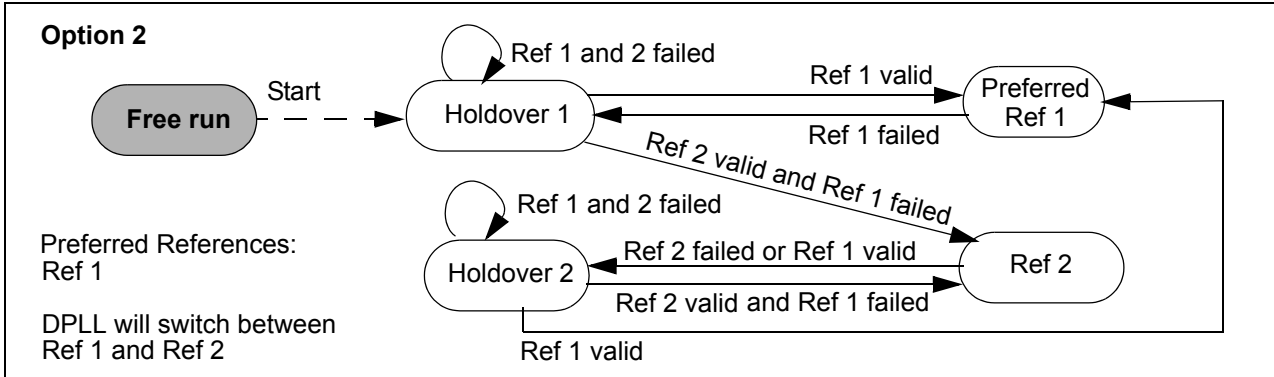 Option 2
Ref 1 and 2 failed
Start
Ref 1 valid
Free run
Holdover 1
Preferred
Ref 1
Ref 1 failed
Ref 2 valid and Ref 1 failed
Ref 1 and 2 failed
Preferred References:
Ref 1
Ref 2 failed or Ref 1 valid
Holdover 2
Ref 2
Ref 2 valid and Ref 1 failed
DPLL will switch between
Ref 1 and Ref 2
Ref 1 valid